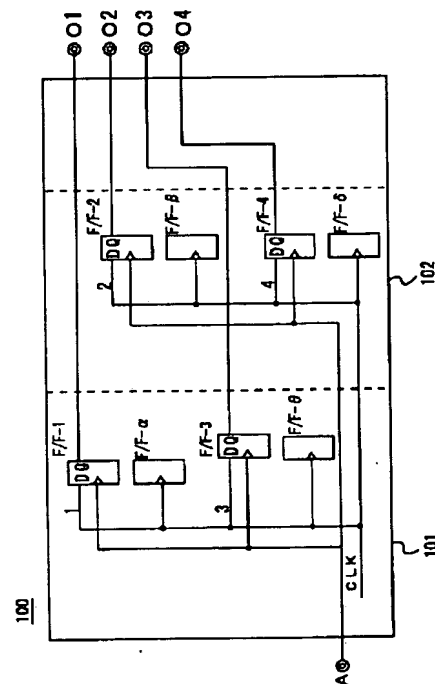 100
O1
O2
O3
O4
F/F-1
D Q
1
F/F-α
F/F-3
D Q
3
F/F-θ
F/F-2
D Q
2
F/F-β
F/F-4
D Q
4
F/F-δ
CLK
A
101
102